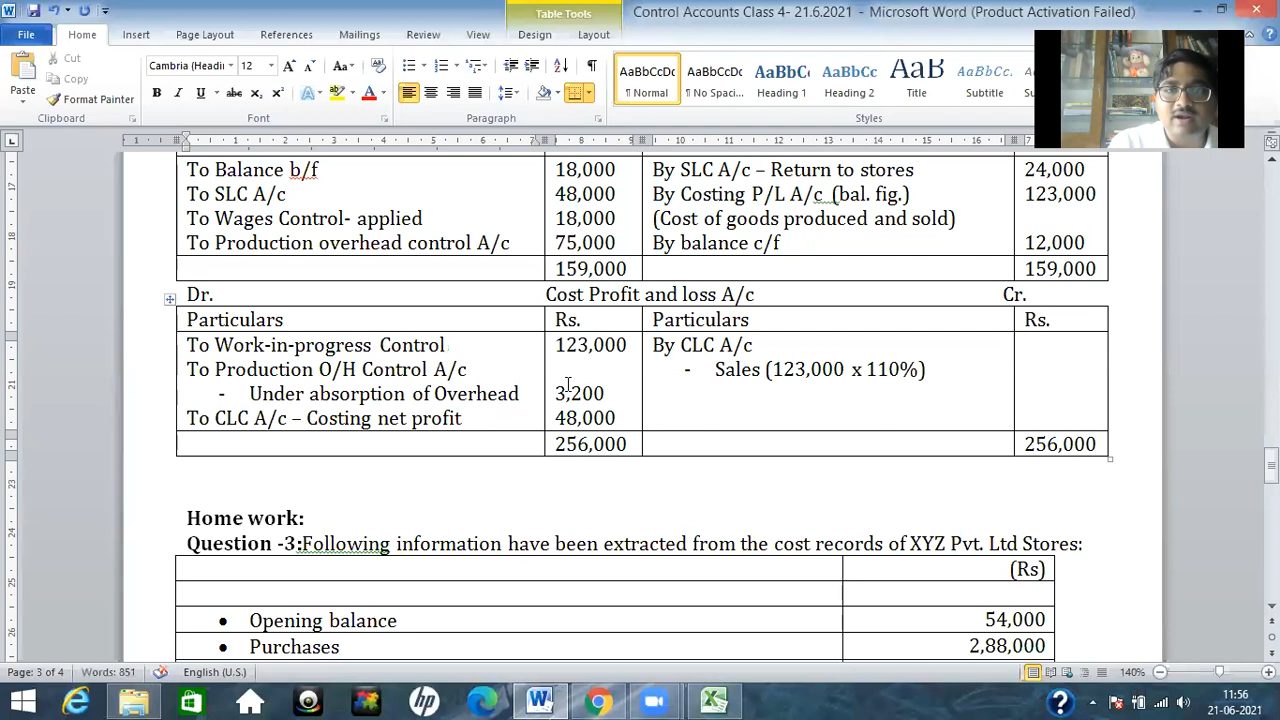 Table Tools
Control Accounts Class 4- 21.6.2021 - Microsoft Word (Product Activation Failed)
File Home Insert Page Layout References Mailings Review View Design Layout
Cut
Copy
Format Painter
Paste
Clipboard
Cambria (Headi 12
Font
Paragraph
AaBbCcDc AaBbCcDc AaBbCc AaBbCc AaB AaBbCc.
¶ Normal ¶ No Spaci... Heading 1 Heading 2 Title Subtitle
Styles
To Balance b/f 18,000 By SLC A/c – Return to stores 24,000
To SLC A/c 48,000 By Costing P/L A/c (bal. fig.) 123,000
To Wages Control- applied 18,000 (Cost of goods produced and sold)
To Production overhead control A/c 75,000 By balance c/f 12,000
159,000 159,000
Dr. Cost Profit and loss A/c Cr.
Particulars Rs. Particulars Rs.
To Work-in-progress Control 123,000 By CLC A/c
To Production O/H Control A/c - Sales (123,000 x 110%)
- Under absorption of Overhead 3,200
To CLC A/c – Costing net profit 48,000
256,000 256,000
Home work:
Question -3:Following information have been extracted from the cost records of XYZ Pvt. Ltd Stores:
(Rs)
• Opening balance 54,000
• Purchases 2,88,000
Page: 3 of 4 Words: 851 English (U.S.) 140%
11:56
21-06-2021